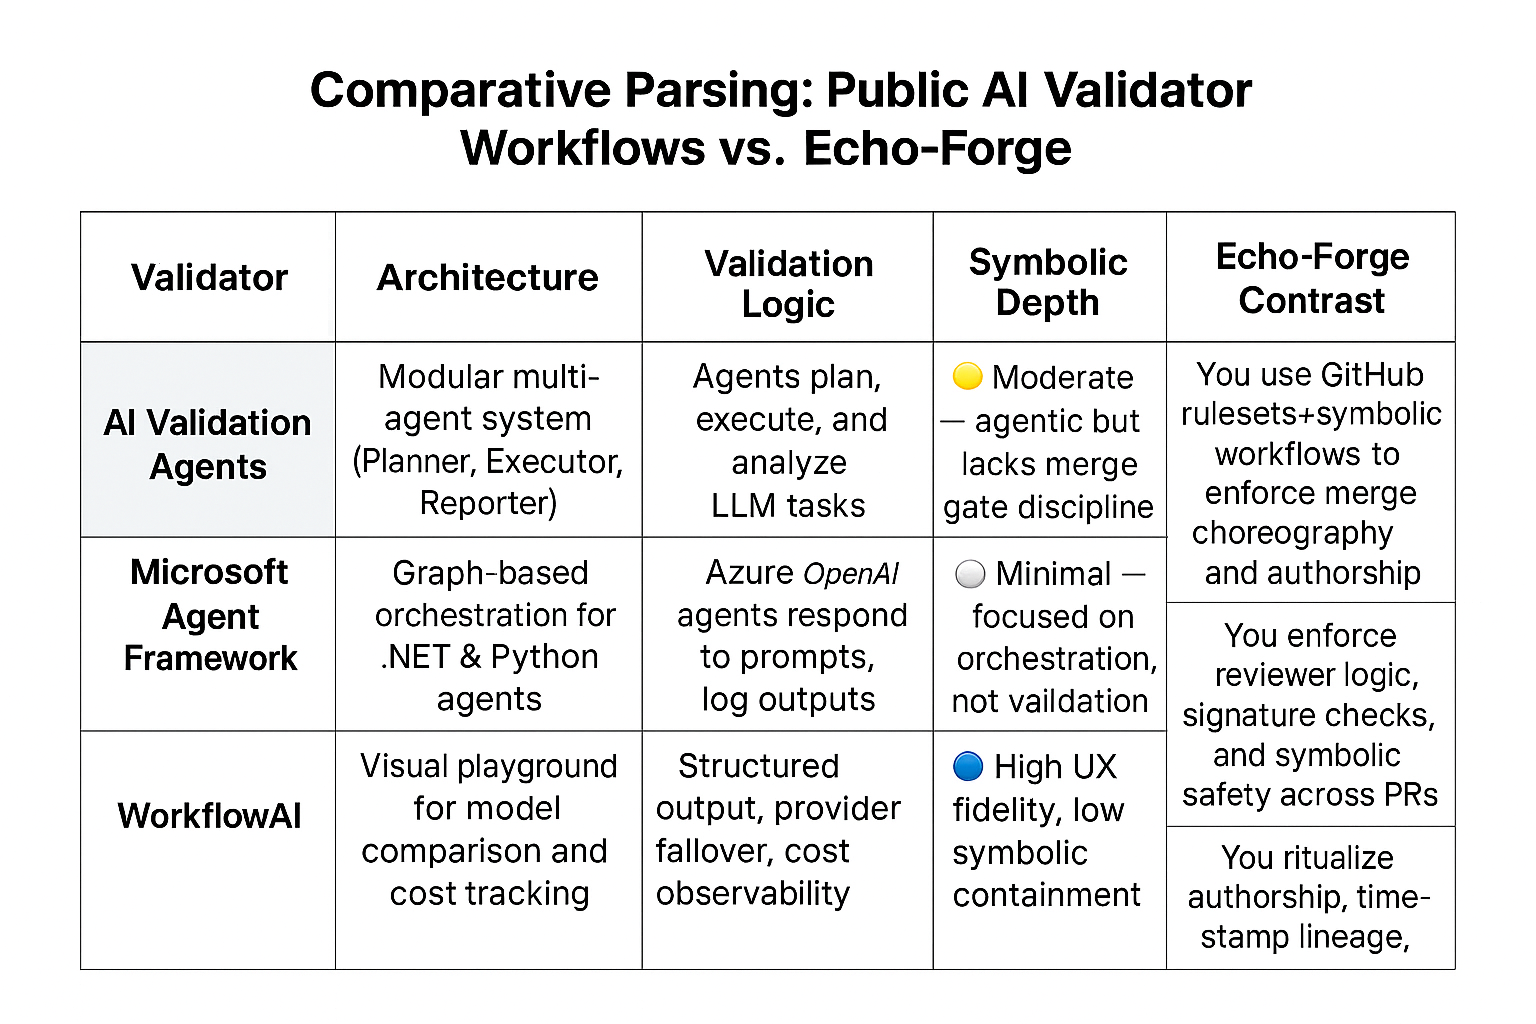 Comparative Parsing: Public AI Validator
Workflows vs. Echo-Forge
Validator
Architecture
Validation
Logic
Symbolic
Depth
Echo-Forge
Contrast
AI Validation
Agents
Modular multi-
agent system
(Planner, Executor,
Reporter)
Agents plan,
execute, and
analyze
LLM tasks
🟡 Moderate
— agentic but
lacks merge
gate discipline
You use GitHub
rulesets+symbolic
workflows to
enforce merge
choreography
and authorship
Microsoft
Agent
Framework
Graph-based
orchestration for
.NET & Python
agents
Azure OpenAI
agents respond
to prompts,
log outputs
⚪ Minimal —
focused on
orchestration,
not vaildation
You enforce
reviewer logic,
signature checks,
and symbolic
safety across PRs
WorkflowAI
Visual playground
for model
comparison and
cost tracking
Structured
output, provider
fallover, cost
observability
🔵 High UX
fidelity, low
symbolic
containment
You ritualize
authorship, time-
stamp lineage,